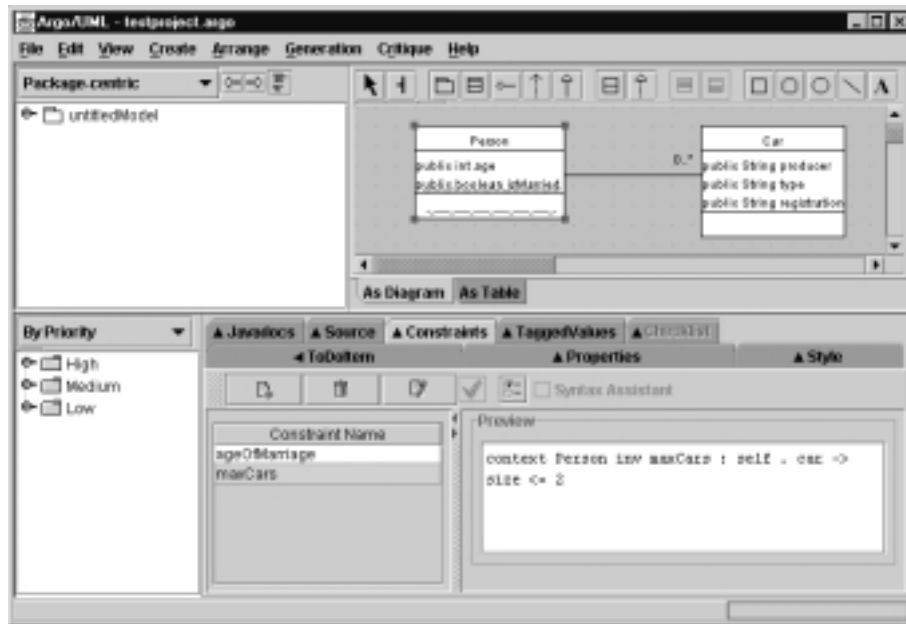 Argo/UML - testproject.argo
File Edit View Create Arrange Generation Critique Help
Package-centric
untitledModel
Person
public int age
public boolean isMarried
0..*
Car
public String producer
public String type
public String registration
As Diagram As Table
By Priority
High
Medium
Low
Javadocs Source Constraints TaggedValues Checklist
ToDoItem Properties Style
Syntax Assistant
Constraint Name
ageOfMarriage
maxCars
Preview
context Person inv maxCars : self . car ->
size <= 2